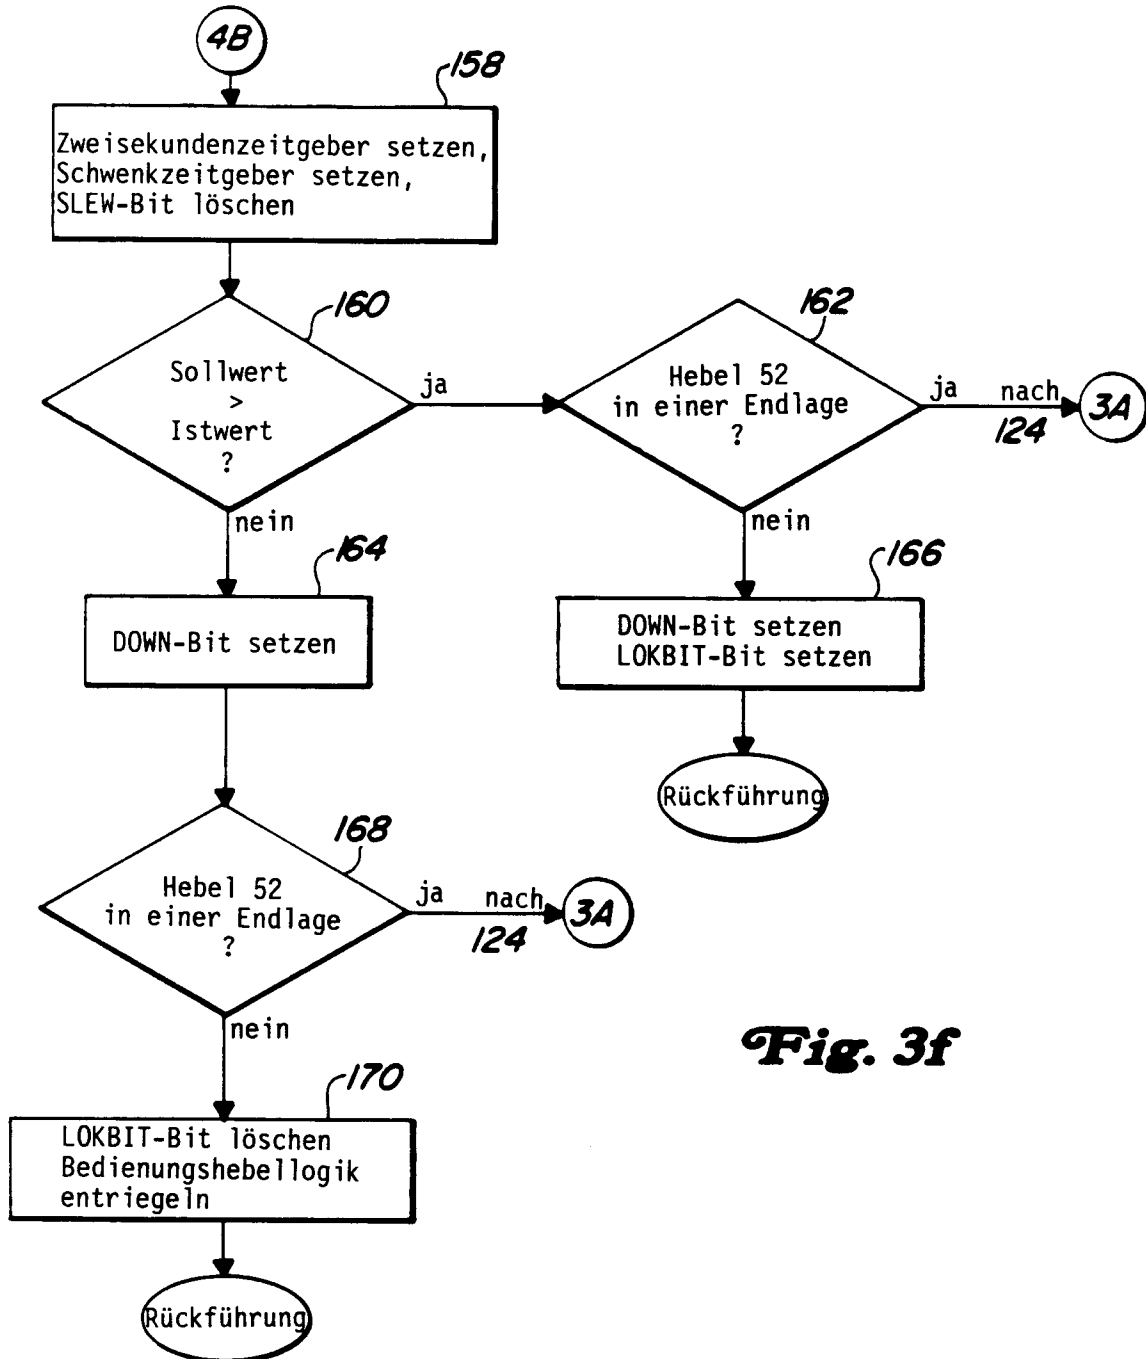 4B
158
Zweisekundenzeitgeber setzen,
Schwenkzeitgeber setzen,
SLEW-Bit löschen
160
Sollwert
>
Istwert
?
ja
nein
162
Hebel 52
in einer Endlage
?
ja nach
124
3A
nein
164
DOWN-Bit setzen
166
DOWN-Bit setzen
LOKBIT-Bit setzen
Rückführung
168
Hebel 52
in einer Endlage
?
ja nach
124
3A
nein
Fig. 3f
170
LOKBIT-Bit löschen
Bedienungshebellogik
entriegeln
Rückführung